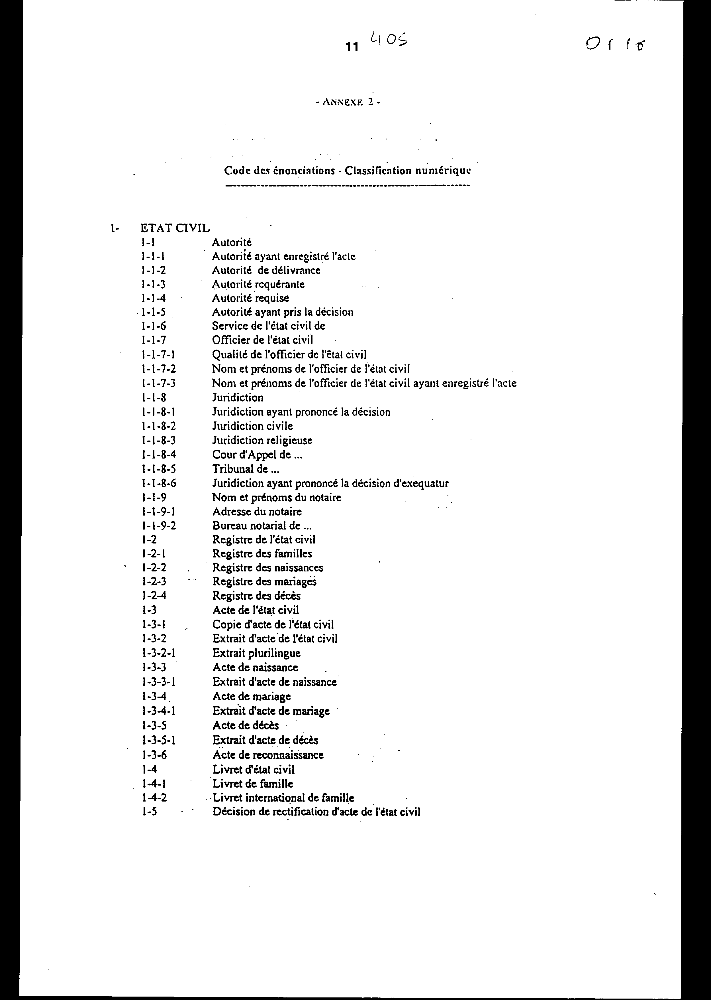 11 405
- ANNEXE 2 -
Code des énonciations - Classification numérique
1- ETAT CIVIL
1-1 Autorité
1-1-1 Autorité ayant enregistré l'acte
1-1-2 Autorité de délivrance
1-1-3 Autorité requérante
1-1-4 Autorité requise
1-1-5 Autorité ayant pris la décision
1-1-6 Service de l'état civil de
1-1-7 Officier de l'état civil
1-1-7-1 Qualité de l'officier de l'état civil
1-1-7-2 Nom et prénoms de l'officier de l'état civil
1-1-7-3 Nom et prénoms de l'officier de l'état civil ayant enregistré l'acte
1-1-8 Juridiction
1-1-8-1 Juridiction ayant prononcé la décision
1-1-8-2 Juridiction civile
1-1-8-3 Juridiction religieuse
1-1-8-4 Cour d'Appel de ...
1-1-8-5 Tribunal de ...
1-1-8-6 Juridiction ayant prononcé la décision d'exequatur
1-1-9 Nom et prénoms du notaire
1-1-9-1 Adresse du notaire
1-1-9-2 Bureau notarial de ...
1-2 Registre de l'état civil
1-2-1 Registre des familles
1-2-2 Registre des naissances
1-2-3 Registre des mariages
1-2-4 Registre des décès
1-3 Acte de l'état civil
1-3-1 Copie d'acte de l'état civil
1-3-2 Extrait d'acte de l'état civil
1-3-2-1 Extrait plurilingue
1-3-3 Acte de naissance
1-3-3-1 Extrait d'acte de naissance
1-3-4 Acte de mariage
1-3-4-1 Extrait d'acte de mariage
1-3-5 Acte de décès
1-3-5-1 Extrait d'acte de décès
1-3-6 Acte de reconnaissance
1-4 Livret d'état civil
1-4-1 Livret de famille
1-4-2 Livret international de famille
1-5 Décision de rectification d'acte de l'état civil